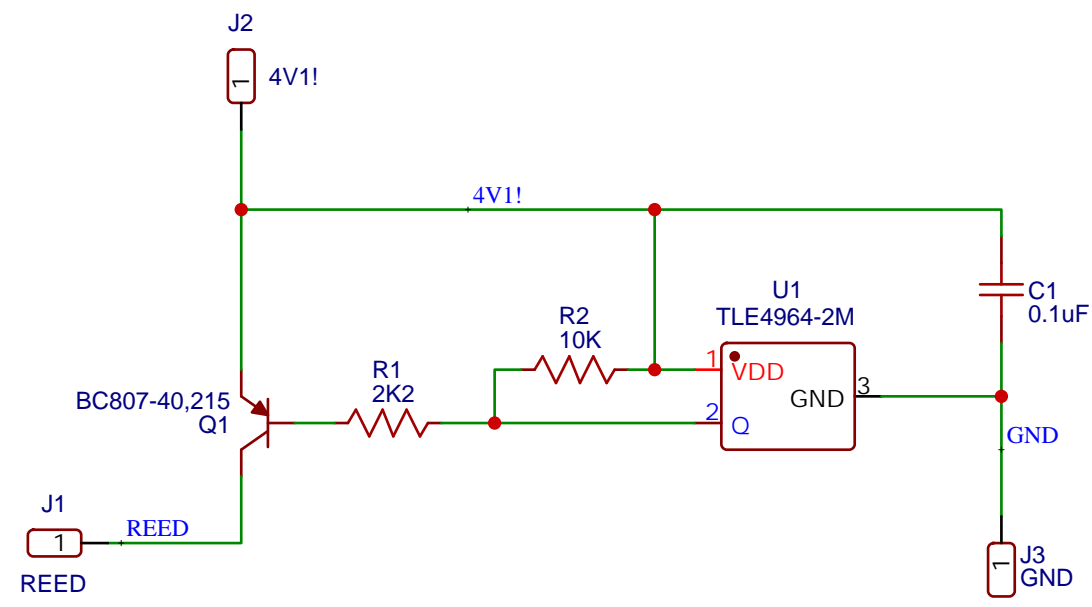 J2
1
4V1!
4V1!
U1
TLE4964-2M
C1
0.1uF
R2
10K
R1
2K2
1
VDD
GND
3
2
Q
BC807-40,215
Q1
GND
J1
1
REED
REED
J3
1
GND